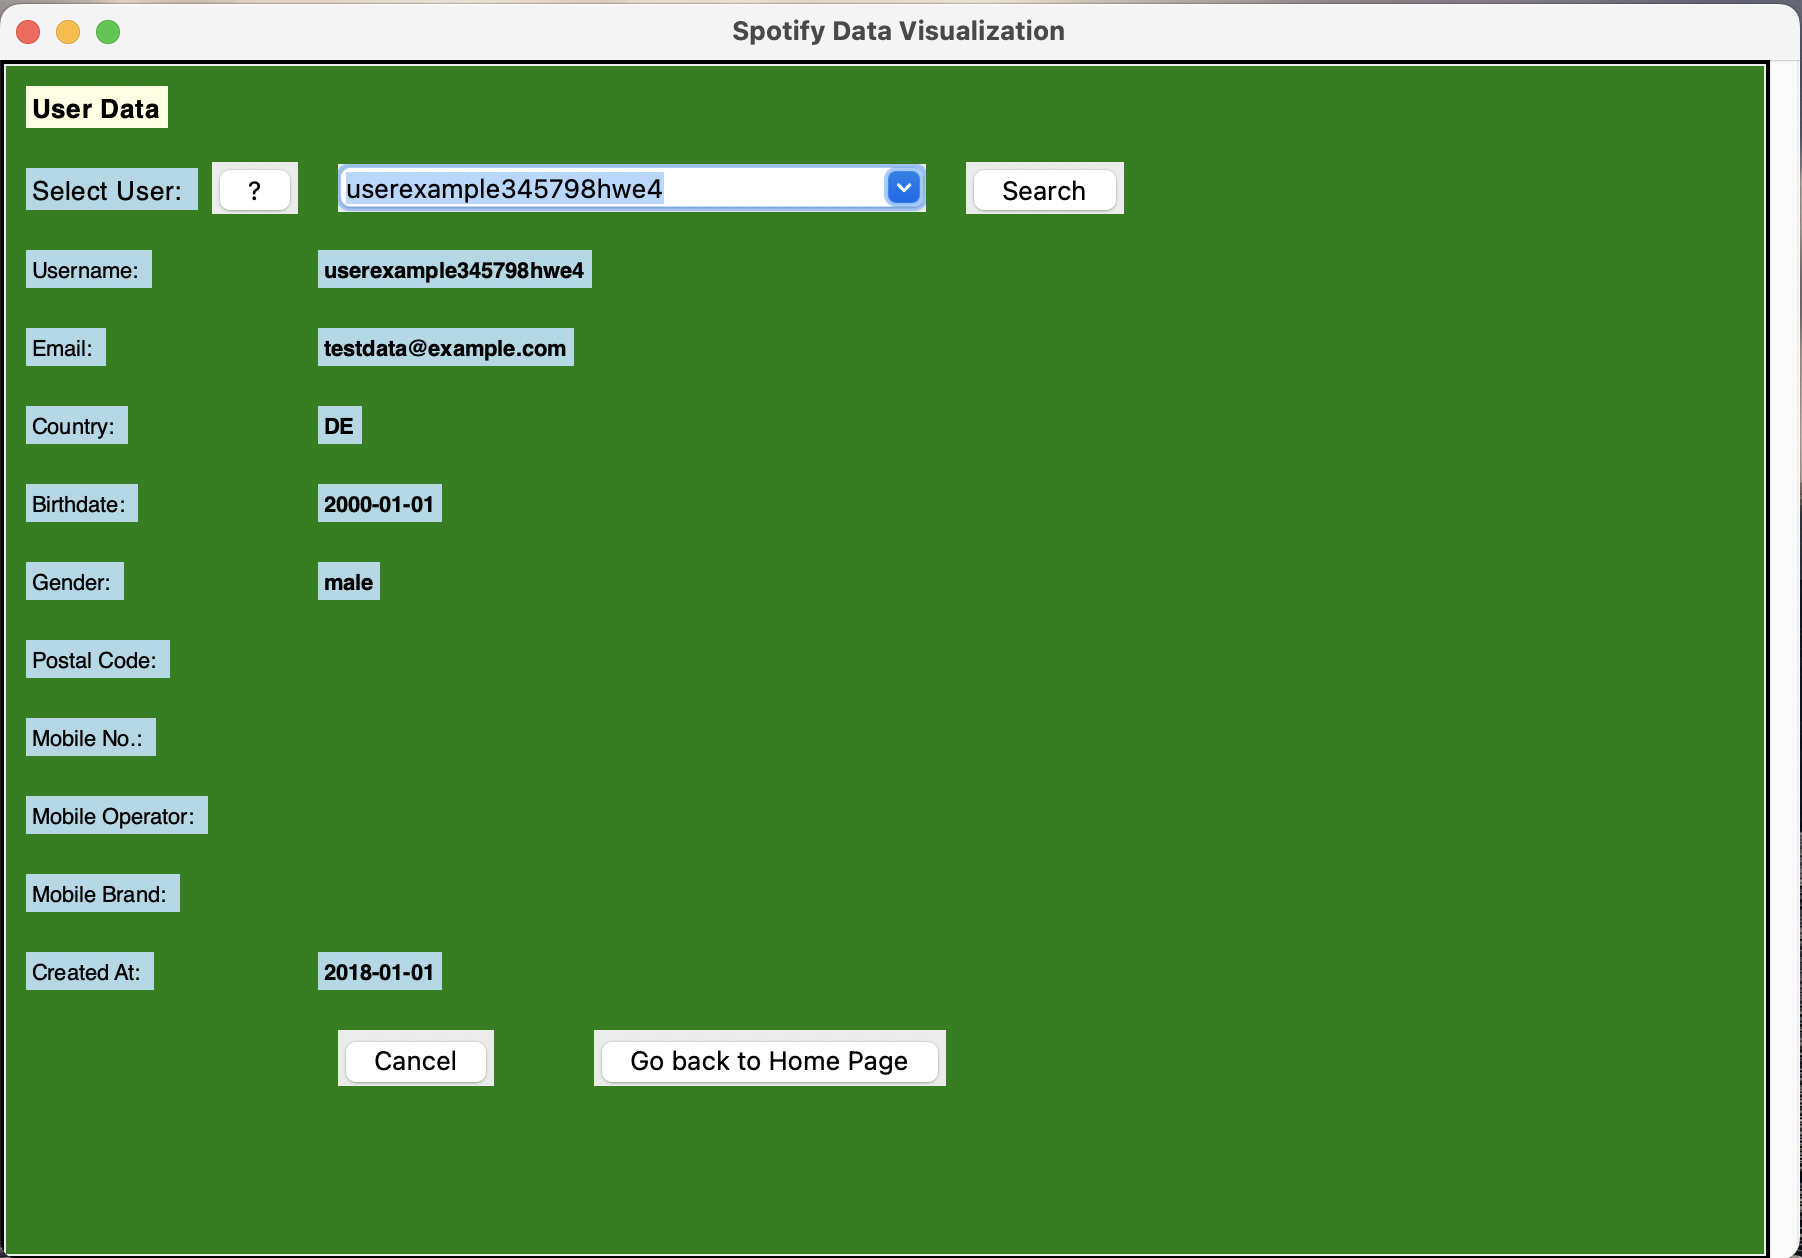 Spotify Data Visualization
User Data
Select User: ? userexample345798hwe4 Search
Username: userexample345798hwe4
Email: testdata@example.com
Country: DE
Birthdate: 2000-01-01
Gender: male
Postal Code:
Mobile No.:
Mobile Operator:
Mobile Brand:
Created At: 2018-01-01
Cancel Go back to Home Page